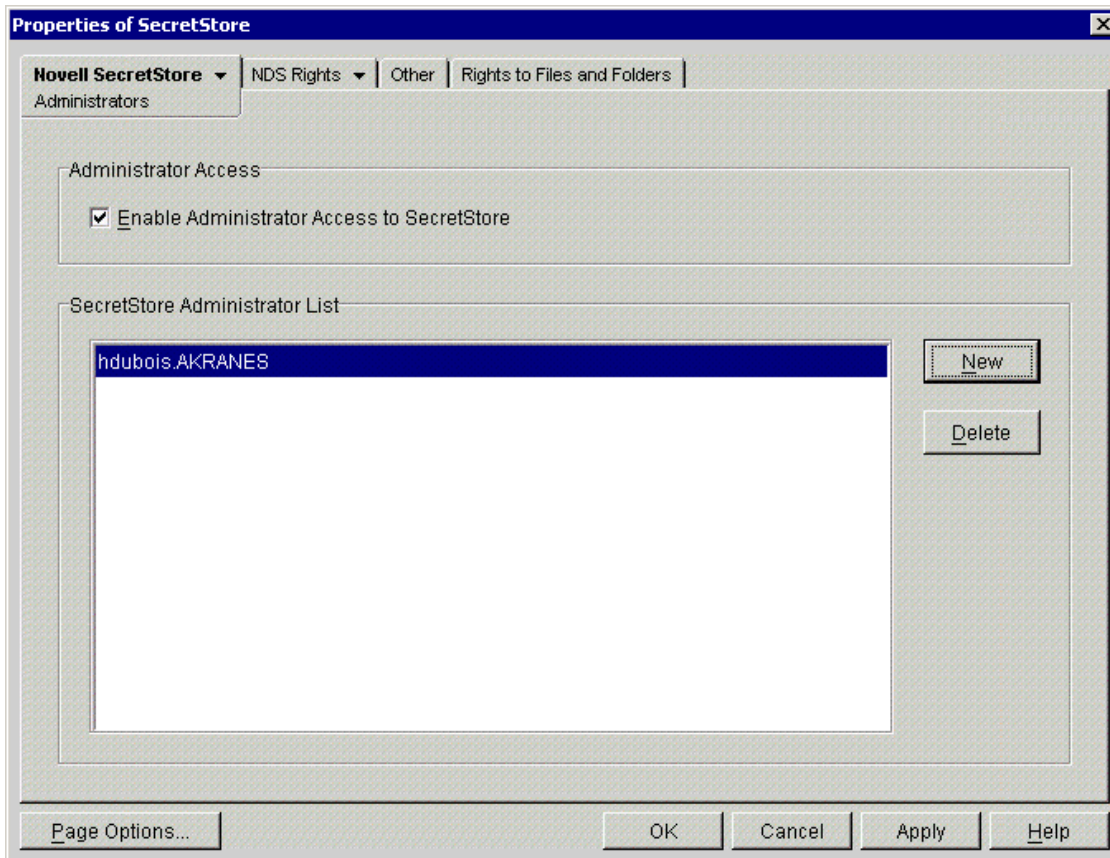 Properties of SecretStore
Novell SecretStore NDS Rights Other Rights to Files and Folders
Administrators
Administrator Access
Enable Administrator Access to SecretStore
SecretStore Administrator List
hdubois.AKRANES
New
Delete
Page Options... OK Cancel Apply Help